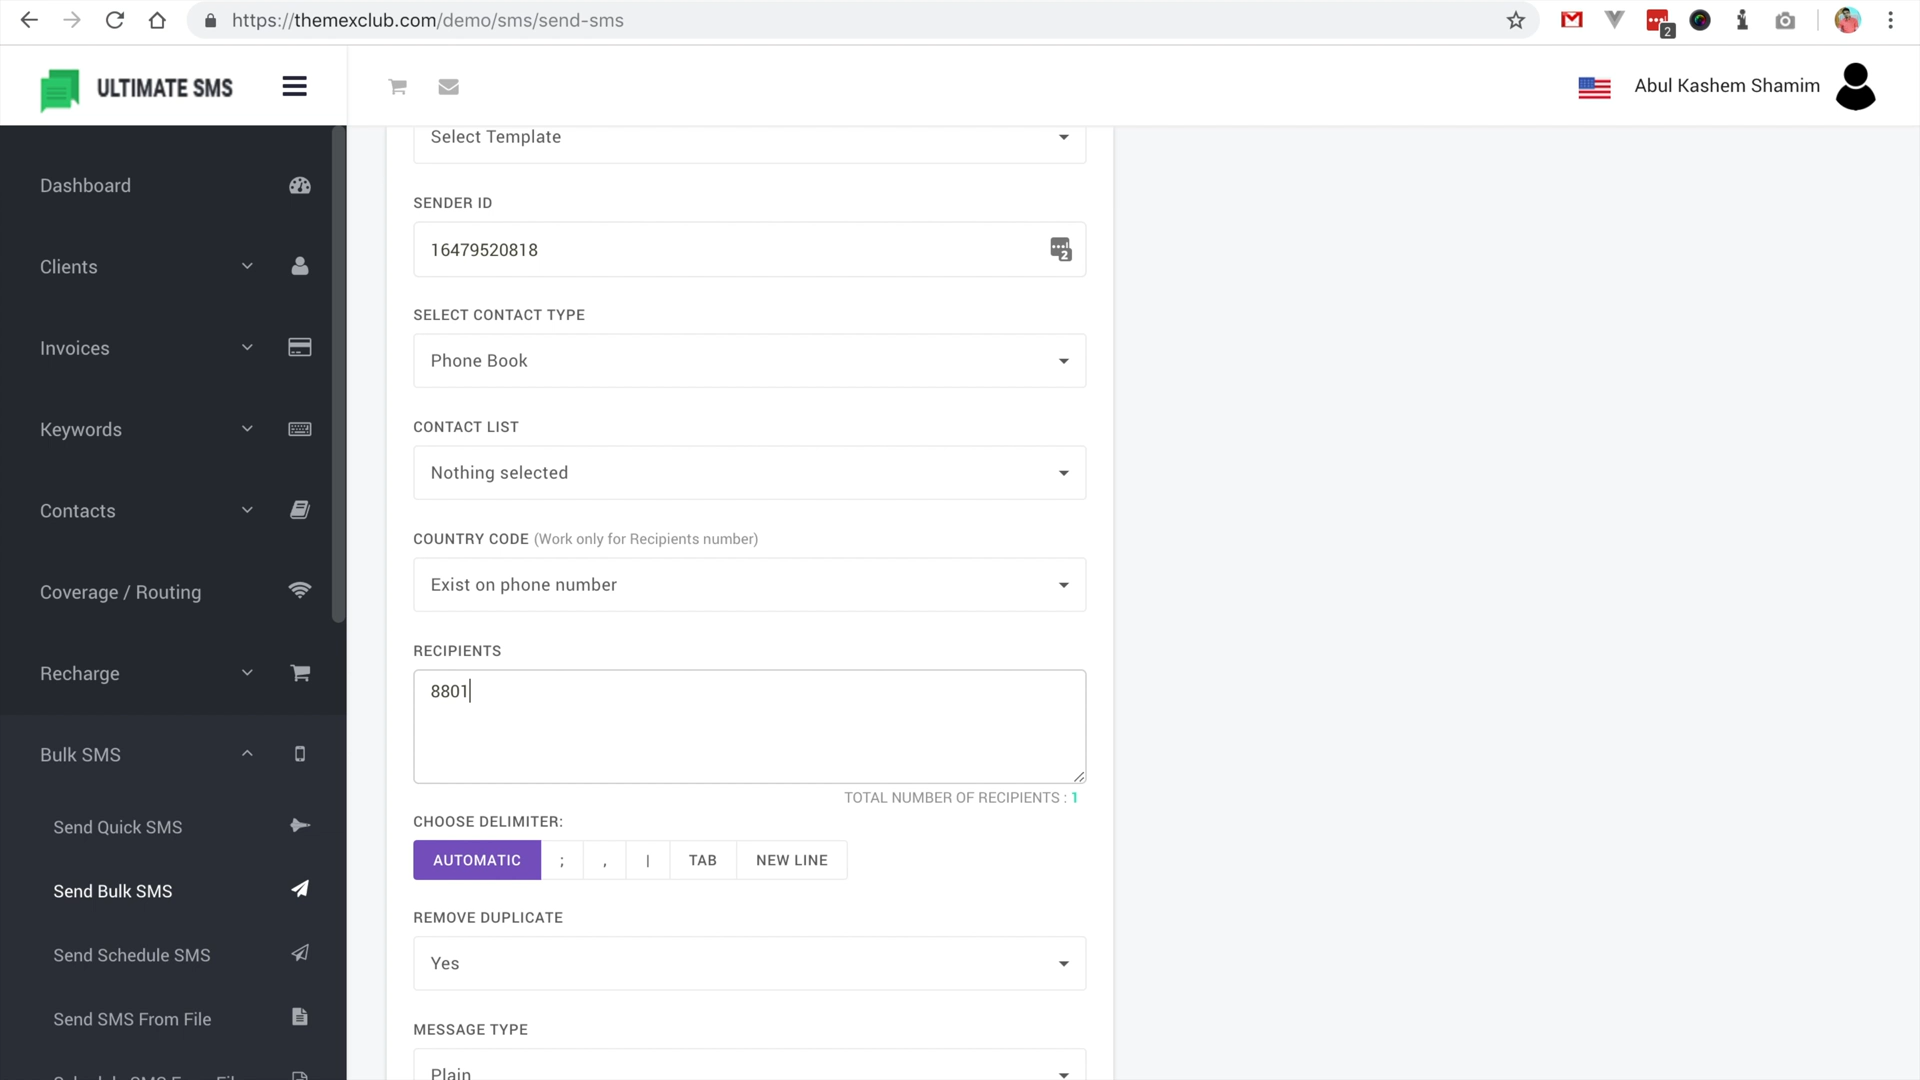 https://themexclub.com/demo/sms/send-sms
2
ULTIMATE SMS
Abul Kashem Shamim
Dashboard
Clients
Invoices
Keywords
Contacts
Coverage / Routing
Recharge
Bulk SMS
Send Quick SMS
Send Bulk SMS
Send Schedule SMS
Send SMS From File
Select Template
SENDER ID
16479520818
2
SELECT CONTACT TYPE
Phone Book
CONTACT LIST
Nothing selected
COUNTRY CODE (Work only for Recipients number)
Exist on phone number
RECIPIENTS
8801
TOTAL NUMBER OF RECIPIENTS : 1
CHOOSE DELIMITER:
AUTOMATIC ; , | TAB NEW LINE
REMOVE DUPLICATE
Yes
MESSAGE TYPE
Plain